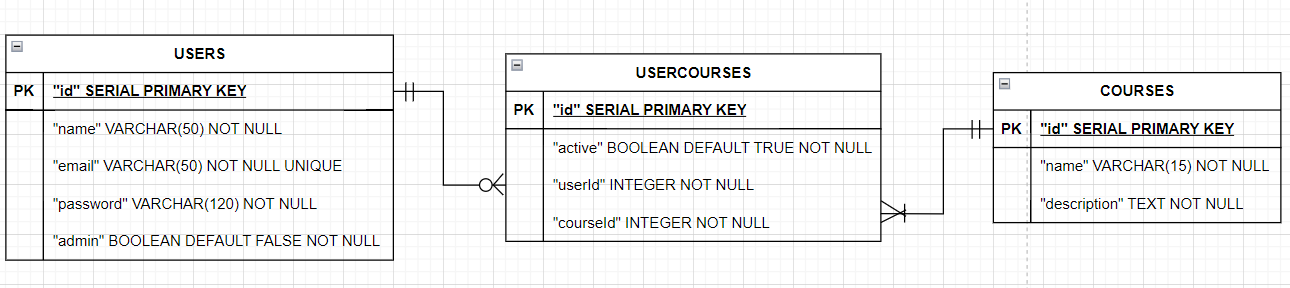 USERS
PK "id" SERIAL PRIMARY KEY
"name" VARCHAR(50) NOT NULL
"email" VARCHAR(50) NOT NULL UNIQUE
"password" VARCHAR(120) NOT NULL
"admin" BOOLEAN DEFAULT FALSE NOT NULL
USERCOURSES
PK "id" SERIAL PRIMARY KEY
"active" BOOLEAN DEFAULT TRUE NOT NULL
"userId" INTEGER NOT NULL
"courseId" INTEGER NOT NULL
COURSES
PK "id" SERIAL PRIMARY KEY
"name" VARCHAR(15) NOT NULL
"description" TEXT NOT NULL